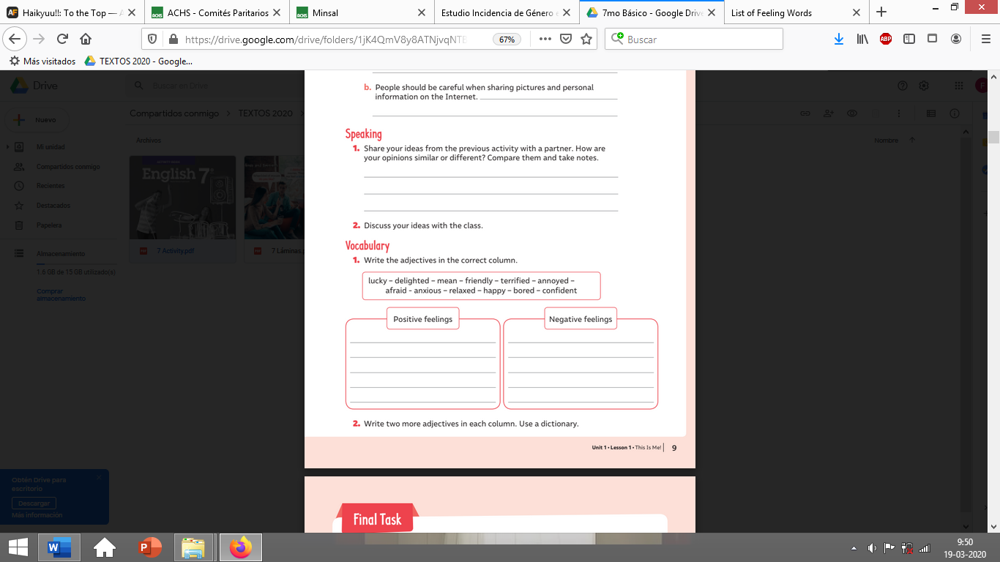 Haikyuu!!: To the Top — A
ACHS - Comités Paritarios
Minsal
Estudio Incidencia de Género e
7mo Básico - Google Drive
List of Feeling Words
https://drive.google.com/drive/folders/1jK4QmV8y8ATNjvqNTB
67%
Buscar
Más visitados
TEXTOS 2020 - Google...
Drive
Buscar en Drive
Nuevo
Compartidos conmigo
TEXTOS 2020
Archivos
Nombre
Mi unidad
Compartidos conmigo
Recientes
Destacados
Papelera
Almacenamiento
1.6 GB de 15 GB utilizado(s)
Comprar
almacenamiento
English 7
7 Activity.pdf
7 Láminas.p
b. People should be careful when sharing pictures and personal
information on the Internet.
Speaking
1. Share your ideas from the previous activity with a partner. How are
your opinions similar or different? Compare them and take notes.
2. Discuss your ideas with the class.
Vocabulary
1. Write the adjectives in the correct column.
lucky – delighted – mean – friendly – terrified – annoyed –
afraid - anxious – relaxed – happy – bored – confident
Positive feelings
Negative feelings
2. Write two more adjectives in each column. Use a dictionary.
Unit 1 • Lesson 1 • This Is Me! 9
Final Task
Obtén Drive para
escritorio
Descargar
Más información
9:50
19-03-2020